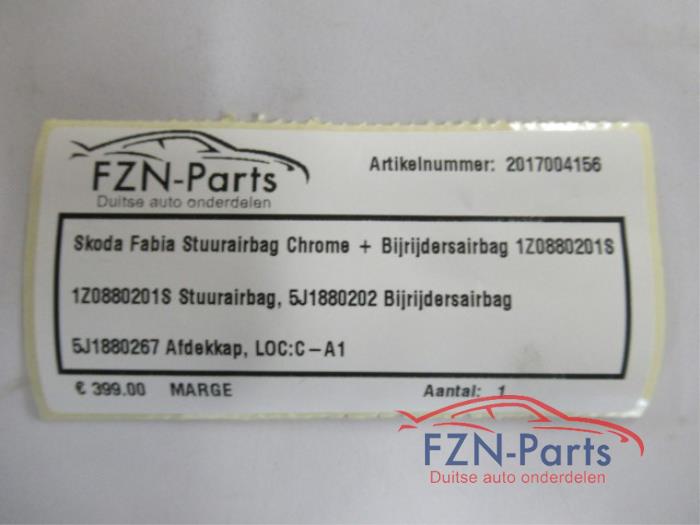 FZN-Parts
Duitse auto onderdelen
Artikelnummer: 2017004156
Skoda Fabia Stuurairbag Chrome + Bijrijdersairbag 1Z0880201S
1Z0880201S Stuurairbag, 5J1880202 Bijrijdersairbag
5J1880267 Afdekkap, LOC:C-A1
€ 399.00 MARGE Aantal: 1
FZN-Parts
Duitse auto onderdelen